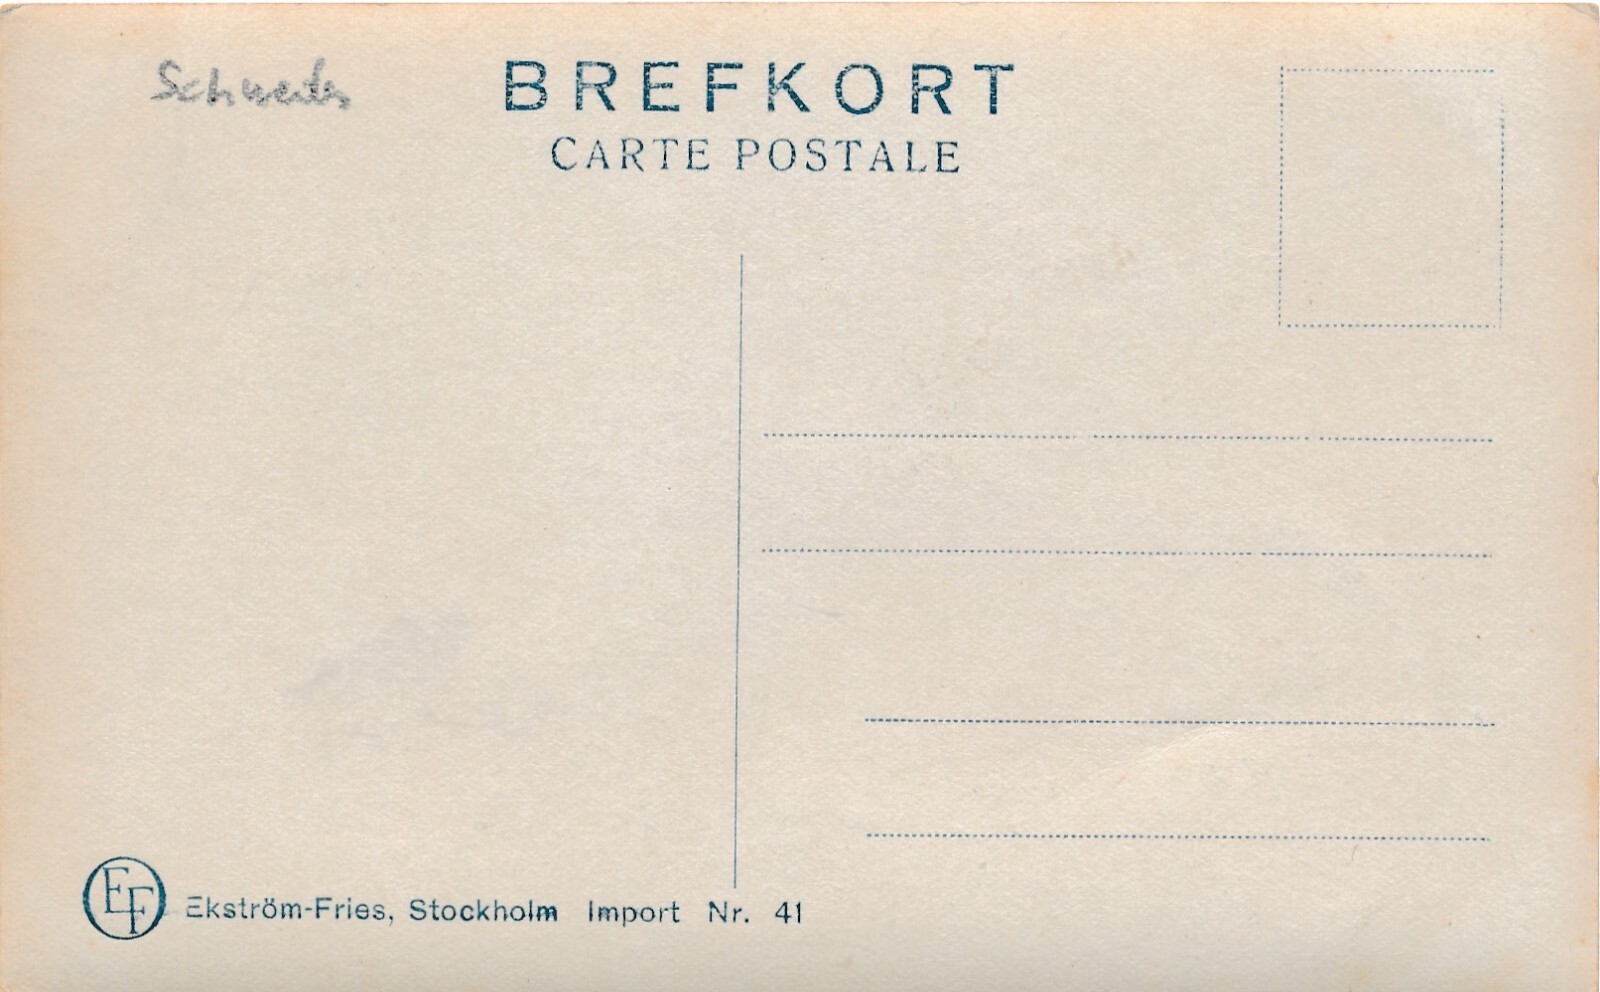 Schweden
BREFKORT
CARTE POSTALE
EF
Ekström-Fries, Stockholm Import Nr. 41